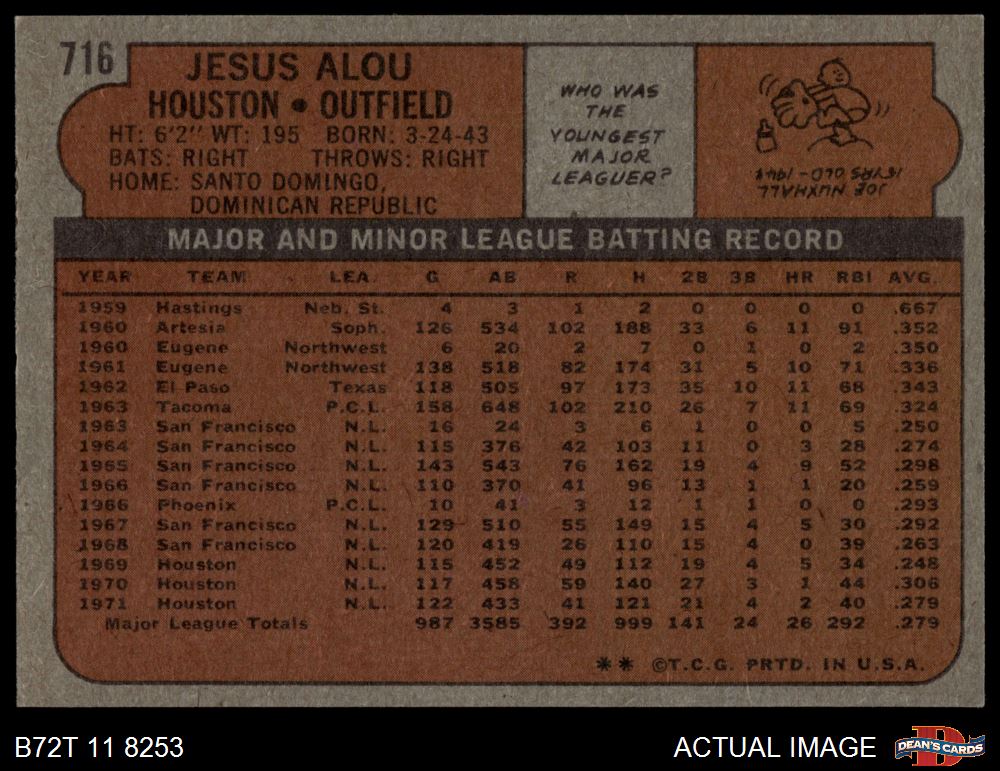 716
JESUS ALOU
HOUSTON • OUTFIELD
HT: 6'2" WT: 195 BORN: 3-24-43
BATS: RIGHT THROWS: RIGHT
HOME: SANTO DOMINGO,
DOMINICAN REPUBLIC
WHO WAS
THE
YOUNGEST
MAJOR
LEAGUER?
JOE NUXHALL
15 YRS OLD - 1944
MAJOR AND MINOR LEAGUE BATTING RECORD
YEAR TEAM LEA. G AB R H 2B 3B HR RBI AVG.
1959 Hastings Neb. St. 4 3 1 2 0 0 0 0 .667
1960 Artesia Soph. 126 534 102 188 33 6 11 91 .352
1960 Eugene Northwest 6 20 2 7 0 1 0 2 .350
1961 Eugene Northwest 138 518 82 174 31 5 10 71 .336
1962 El Paso Texas 118 505 97 173 35 10 11 68 .343
1963 Tacoma P.C.L. 158 648 102 210 26 7 11 69 .324
1963 San Francisco N.L. 16 24 3 6 1 0 0 5 .250
1964 San Francisco N.L. 115 376 42 103 11 0 3 28 .274
1965 San Francisco N.L. 143 543 76 162 19 4 9 52 .298
1966 San Francisco N.L. 110 370 41 96 13 1 1 20 .259
1966 Phoenix P.C.L. 10 41 3 12 1 1 0 0 .293
1967 San Francisco N.L. 129 510 55 149 15 4 5 30 .292
1968 San Francisco N.L. 120 419 26 110 15 4 0 39 .263
1969 Houston N.L. 115 452 49 112 19 4 5 34 .248
1970 Houston N.L. 117 458 59 140 27 3 1 44 .306
1971 Houston N.L. 122 433 41 121 21 4 2 40 .279
Major League Totals 987 3585 392 999 141 24 26 292 .279
** ©T.C.G. PRTD. IN U.S.A.
B72T 11 8253
ACTUAL IMAGE
D
DEAN'S CARDS